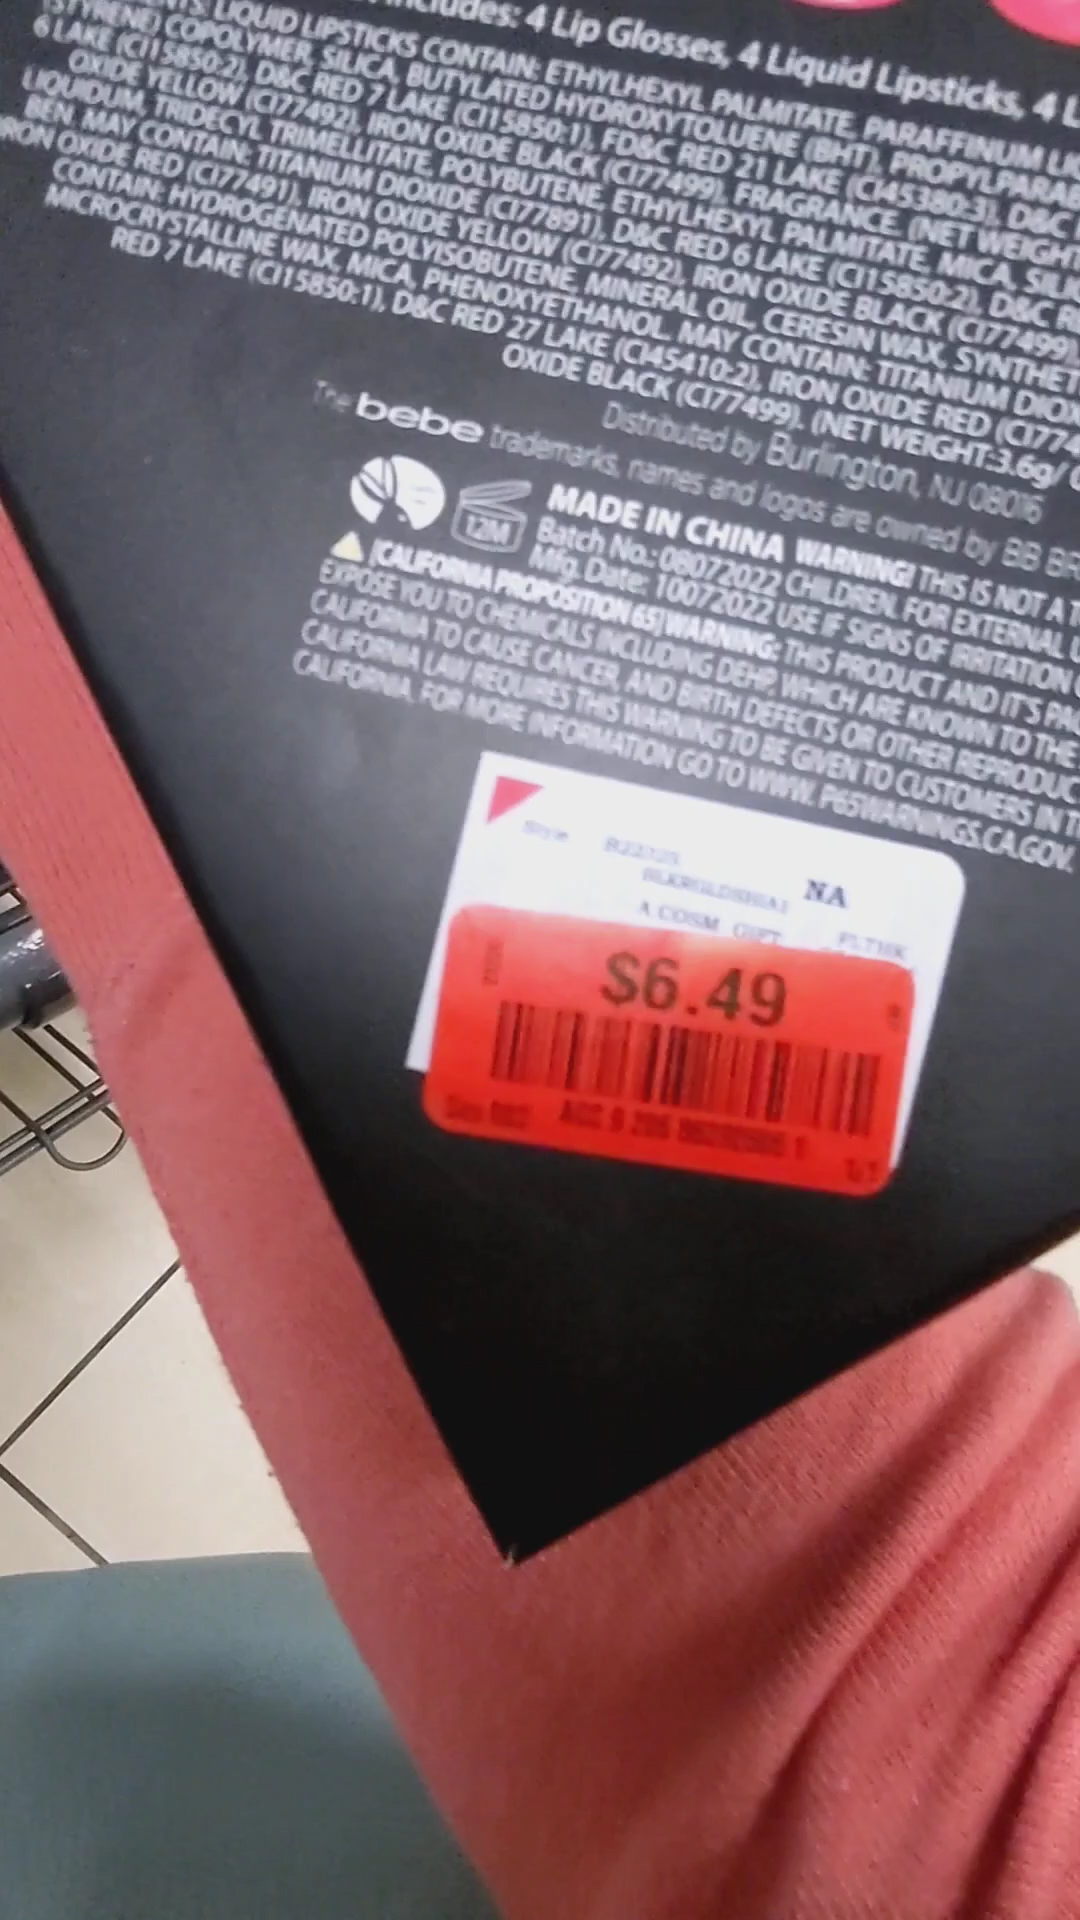 Includes: 4 Lip Glosses, 4 Liquid Lipsticks, 4 L
LIQUID LIPSTICKS CONTAIN: ETHYLHEXYL PALMITATE, PARAFFINUM LI
(STYRENE) COPOLYMER, SILICA, BUTYLATED HYDROXYTOLUENE (BHT), PROPYLPARA
6 LAKE (CI15850:2), D&C RED 7 LAKE (CI15850:1), FD&C RED 21 LAKE (CI45380:3), D&C
OXIDE YELLOW (CI77492), IRON OXIDE BLACK (CI77499), FRAGRANCE. (NET WEIGHT
LIQUIDUM, TRIDECYL TRIMELLITATE, POLYBUTENE, ETHYLHEXYL PALMITATE, MICA, SILI
BEN. MAY CONTAIN: TITANIUM DIOXIDE (CI77891), D&C RED 6 LAKE (CI15850:2), D&C R
IRON OXIDE RED (CI77491), IRON OXIDE YELLOW (CI77492), IRON OXIDE BLACK (CI77499).
CONTAIN: HYDROGENATED POLYISOBUTENE, MINERAL OIL, CERESIN WAX, SYNTHET
MICROCRYSTALLINE WAX, MICA, PHENOXYETHANOL. MAY CONTAIN: TITANIUM DIOX
RED 7 LAKE (CI15850:1), D&C RED 27 LAKE (CI45410:2), IRON OXIDE RED (CI774
OXIDE BLACK (CI77499). (NET WEIGHT:3.6g/
Distributed by Burlington, NJ 08016
The bebe trademarks, names and logos are owned by BB BR
12M
MADE IN CHINA WARNING! THIS IS NOT A T
Batch No.: 08072022 CHILDREN. FOR EXTERNAL U
Mfg. Date: 10072022 USE IF SIGNS OF IRRITATION
[CALIFORNIA PROPOSITION 65] WARNING: THIS PRODUCT AND IT'S PAC
EXPOSE YOU TO CHEMICALS INCLUDING DEHP, WHICH ARE KNOWN TO THE
CALIFORNIA TO CAUSE CANCER, AND BIRTH DEFECTS OR OTHER REPRODUCT
CALIFORNIA LAW REQUIRES THIS WARNING TO BE GIVEN TO CUSTOMERS IN T
CALIFORNIA. FOR MORE INFORMATION GO TO WWW. P65WARNINGS.CA.GOV.
Style
NA
A COSM GIFT
$6.49